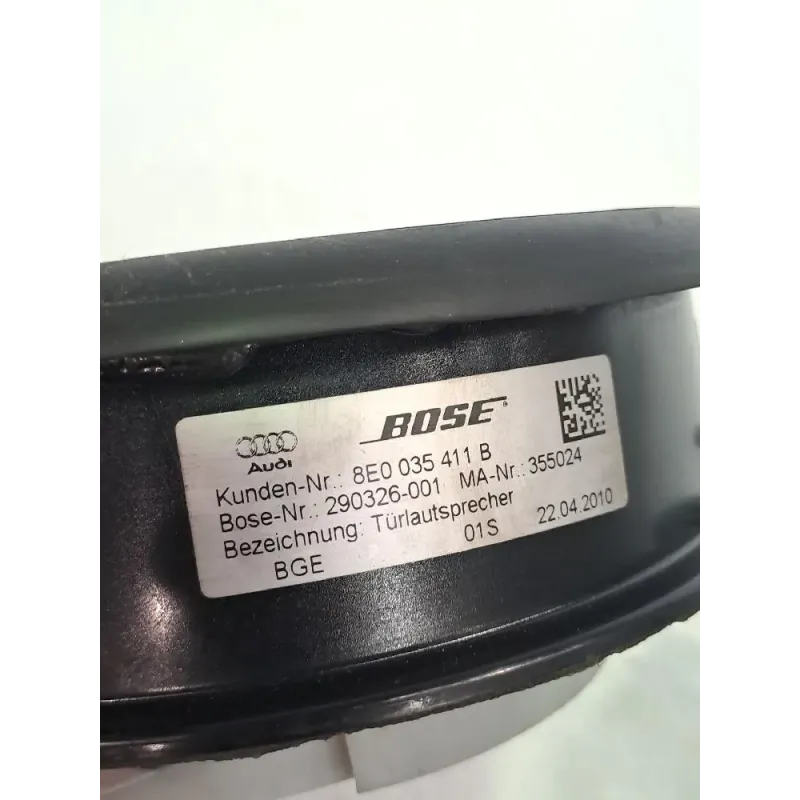 BOSE®
Audi
Kunden-Nr.: 8E0 035 411 B
Bose-Nr.: 290326-001 MA-Nr.: 355024
Bezeichnung: Türlautsprecher
BGE 01S 22.04.2010